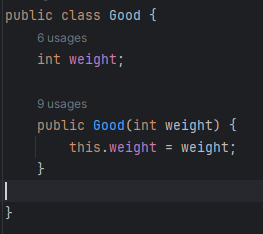 public class Good {
6 usages
int weight;
9 usages
public Good(int weight) {
this.weight = weight;
}
}